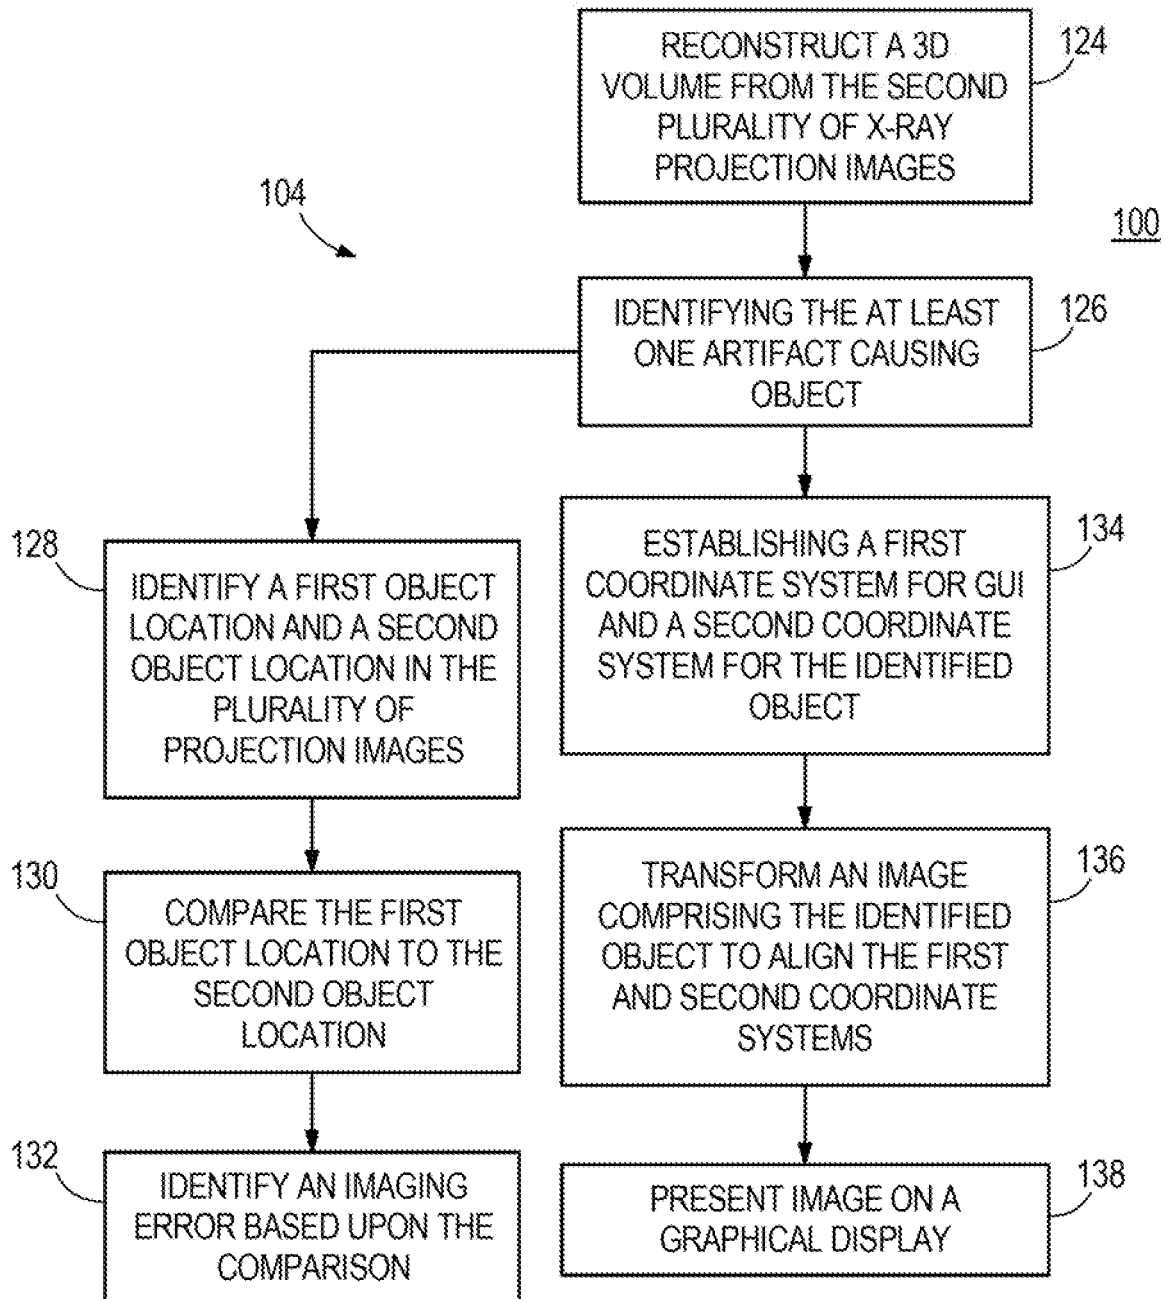 RECONSTRUCT A 3D
VOLUME FROM THE SECOND
PLURALITY OF X-RAY
PROJECTION IMAGES
124
104
100
IDENTIFYING THE AT LEAST
ONE ARTIFACT CAUSING
OBJECT
126
128
IDENTIFY A FIRST OBJECT
LOCATION AND A SECOND
OBJECT LOCATION IN THE
PLURALITY OF
PROJECTION IMAGES
ESTABLISHING A FIRST
COORDINATE SYSTEM FOR GUI
AND A SECOND COORDINATE
SYSTEM FOR THE IDENTIFIED
OBJECT
134
130
COMPARE THE FIRST
OBJECT LOCATION TO THE
SECOND OBJECT
LOCATION
TRANSFORM AN IMAGE
COMPRISING THE IDENTIFIED
OBJECT TO ALIGN THE FIRST
AND SECOND COORDINATE
SYSTEMS
136
132
IDENTIFY AN IMAGING
ERROR BASED UPON THE
COMPARISON
PRESENT IMAGE ON A
GRAPHICAL DISPLAY
138